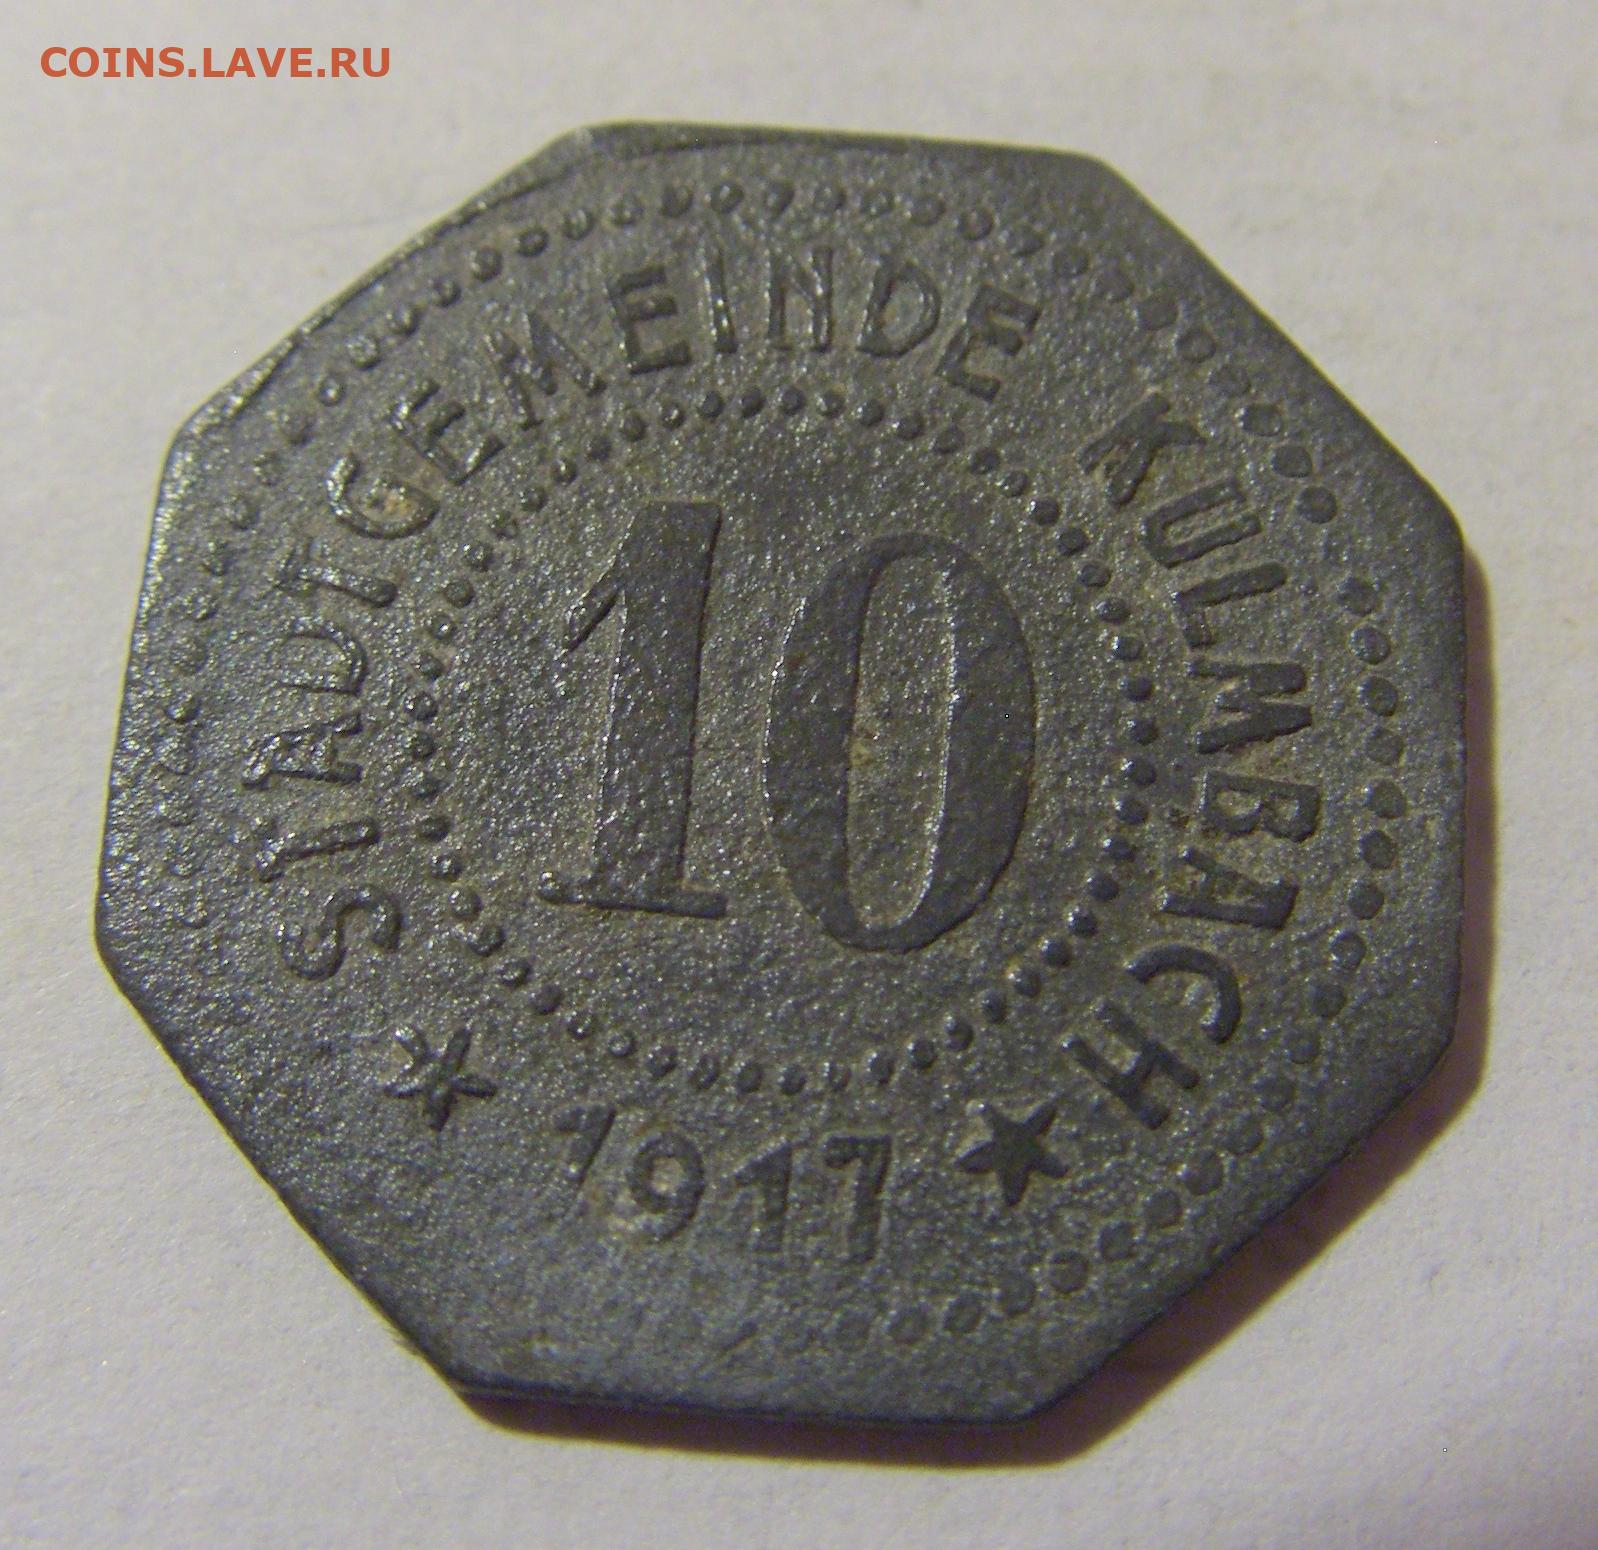 COINS.LAVE.RU
STADTGEMEINDE KULMBACH
10
* 1917 ★